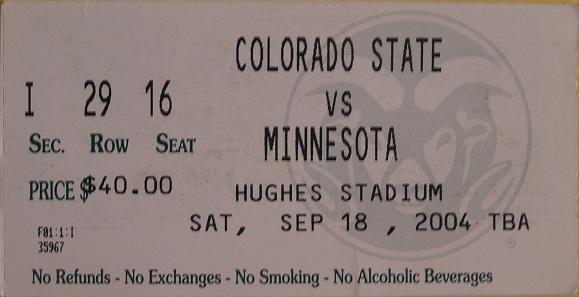 COLORADO STATE
VS
MINNESOTA
I 29 16
SEC. ROW SEAT
PRICE $40.00
HUGHES STADIUM
SAT, SEP 18 , 2004 TBA
F01:1:I
35967
No Refunds - No Exchanges - No Smoking - No Alcoholic Beverages